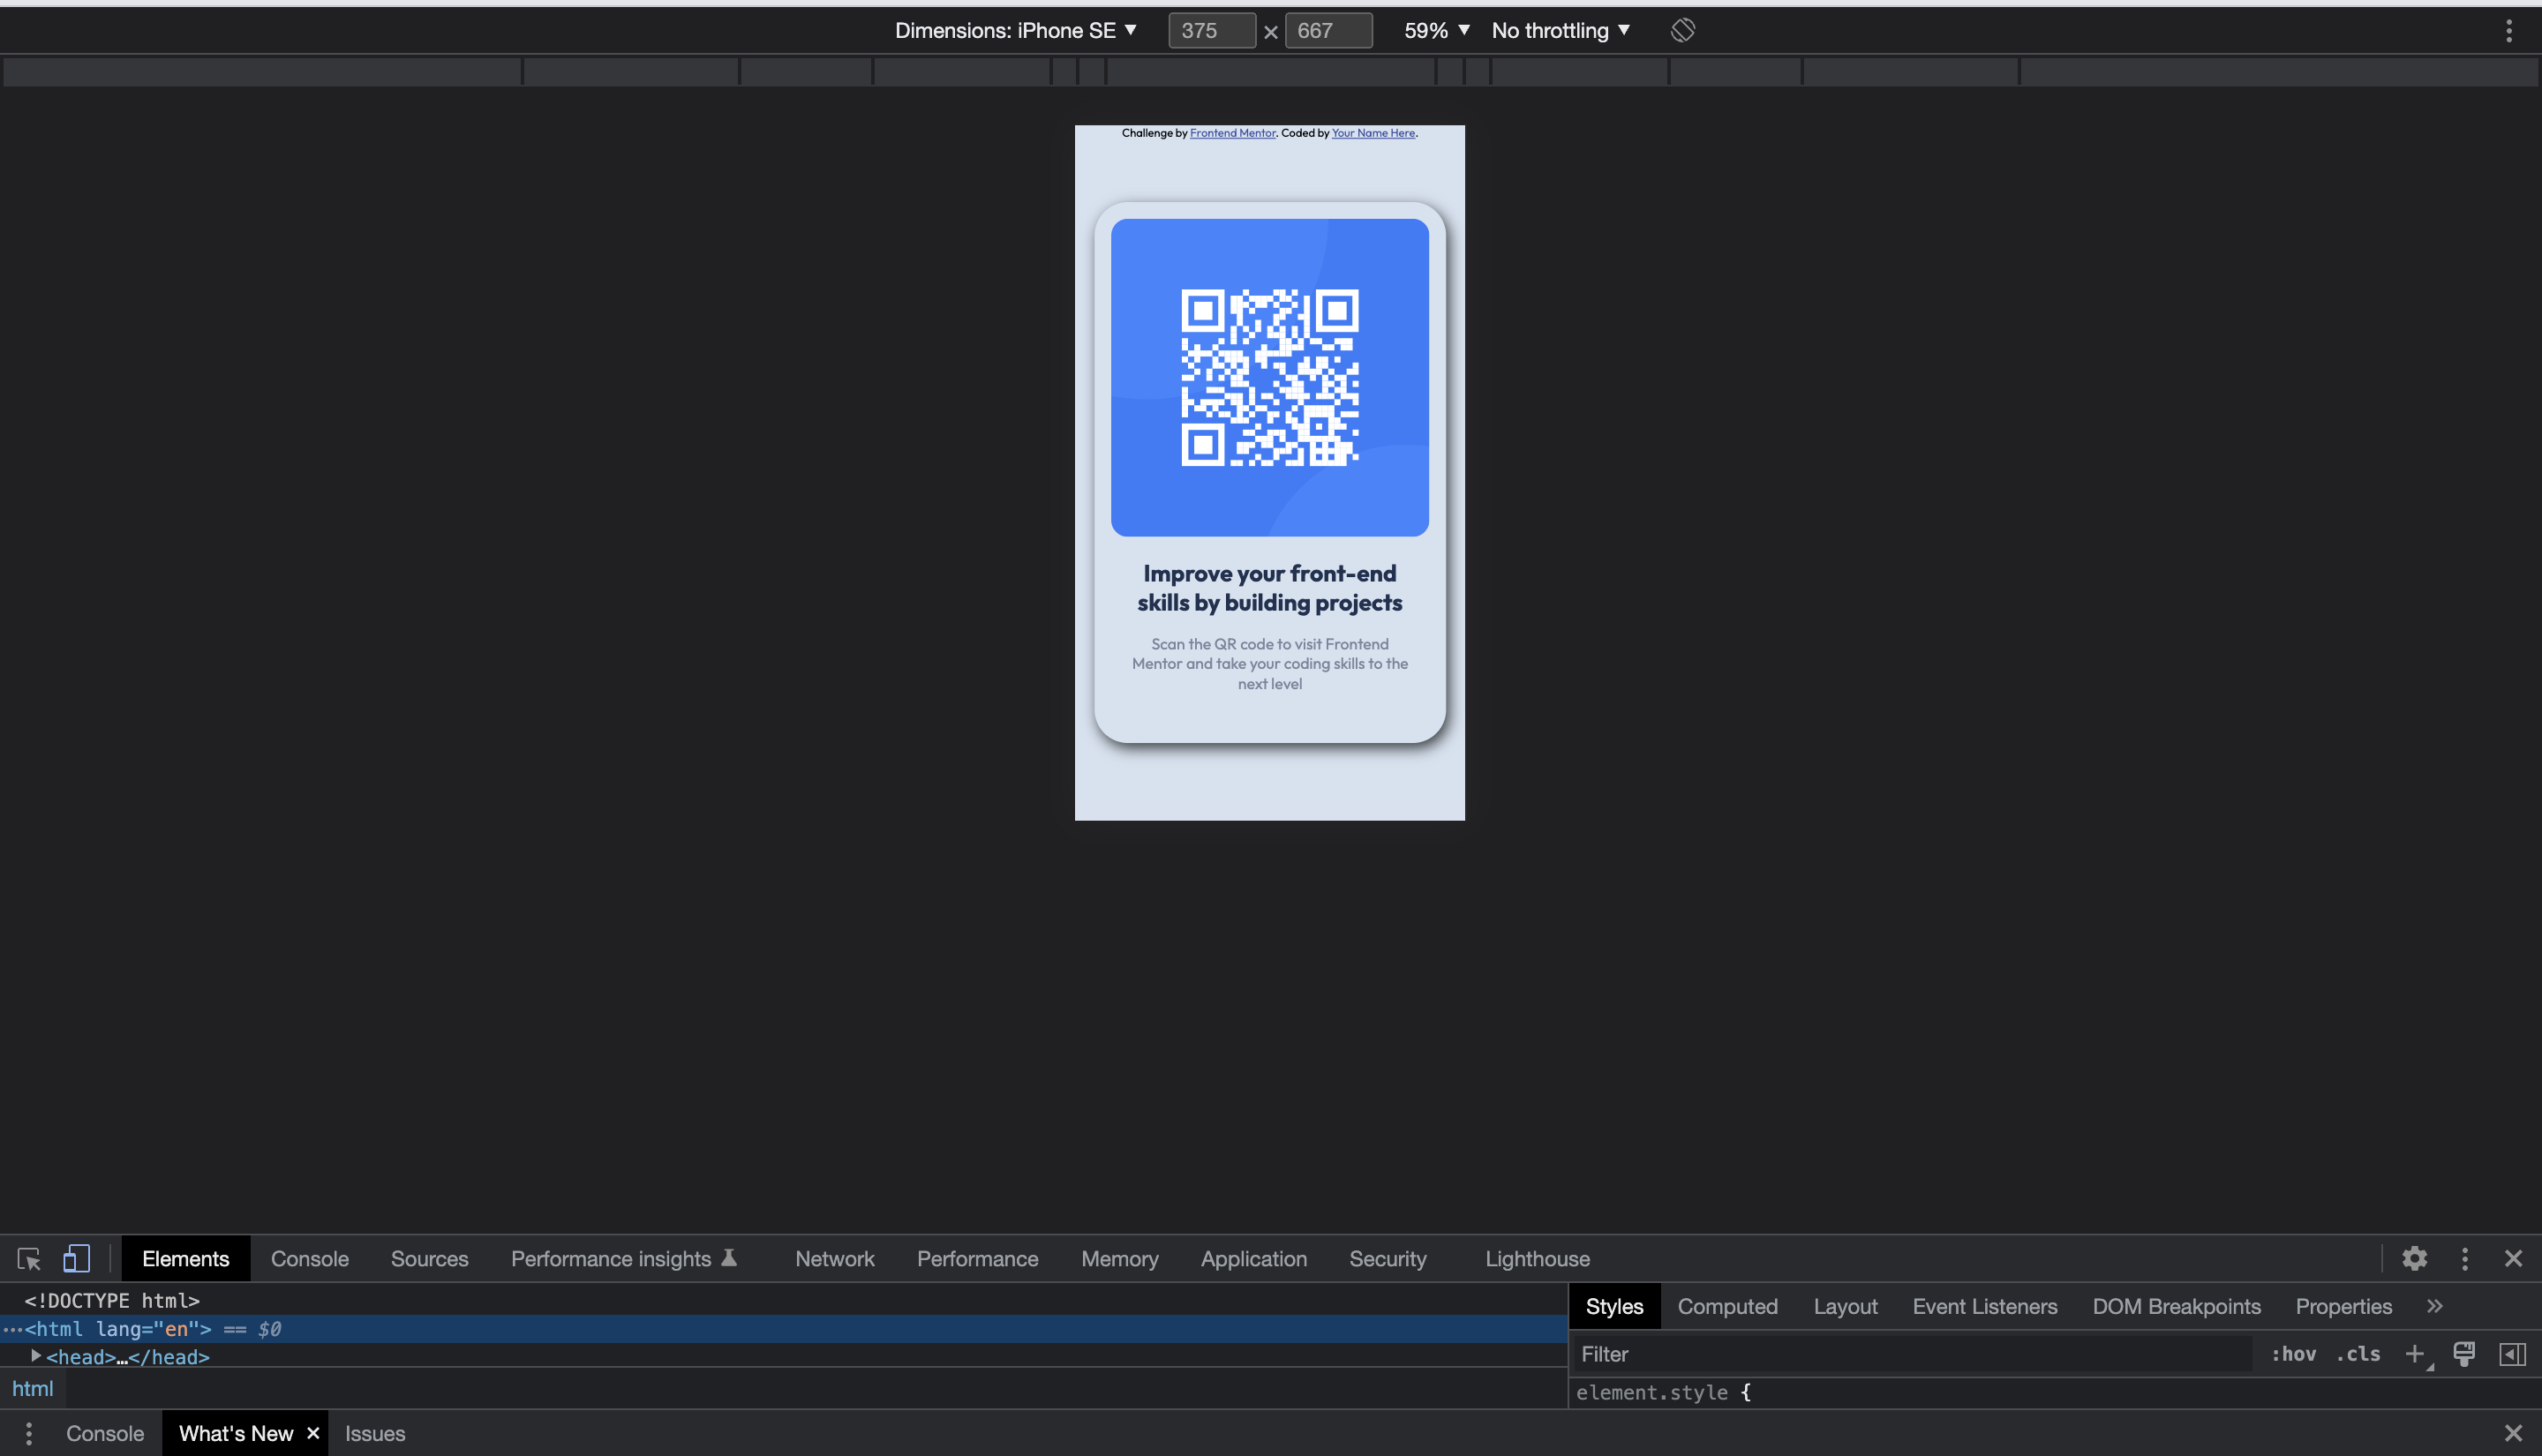 Dimensions: iPhone SE ▼ 375 × 667 59% ▼ No throttling ▼
Challenge by Frontend Mentor. Coded by Your Name Here.
Improve your front-end
skills by building projects
Scan the QR code to visit Frontend
Mentor and take your coding skills to the
next level
Elements Console Sources Performance insights Network Performance Memory Application Security Lighthouse
<!DOCTYPE html>
<html lang="en"> == $0
<head>…</head>
html
Styles Computed Layout Event Listeners DOM Breakpoints Properties »
Filter :hov .cls +
element.style {
Console What's New × Issues